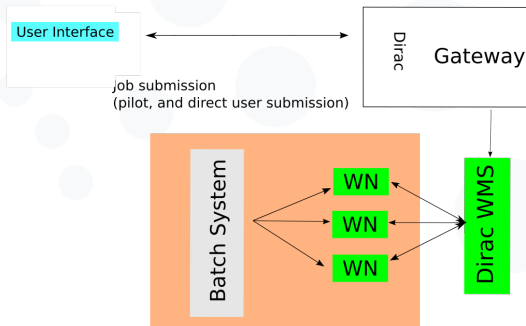 User Interface
Dirac
Gateway
job submission
(pilot, and direct user submission)
Batch System
WN
WN
WN
Dirac WMS